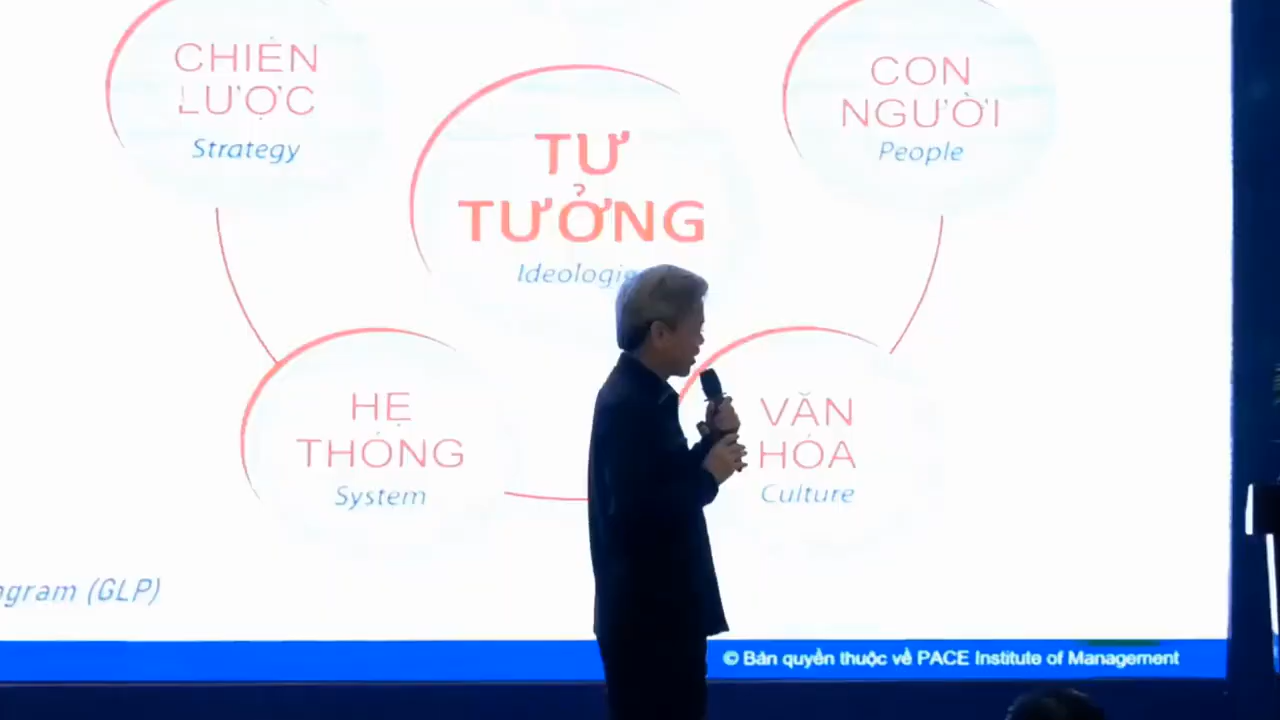 CHIẾN
LƯỢC
Strategy
TƯ
TƯỞNG
CON
NGƯỜI
People
HỆ
THỐNG
System
VĂN
HÓA
Culture
(GLP)
© Bản quyền thuộc về PACE Institute of Management